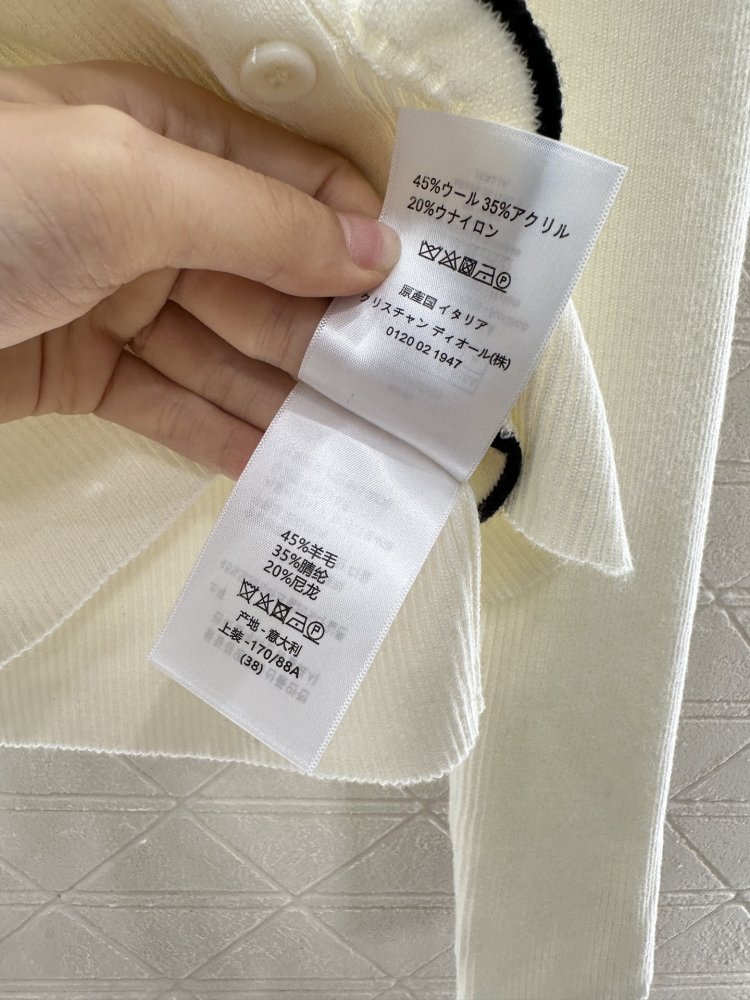 45%ウール 35%アクリル
20%ウナイロン
P
原産国イタリア
クリスチャン ディオール(株)
0120 02 1947
45%羊毛
35%腈纶
20%尼龙
P
产地 - 意大利
上装 -170/88A
(38)